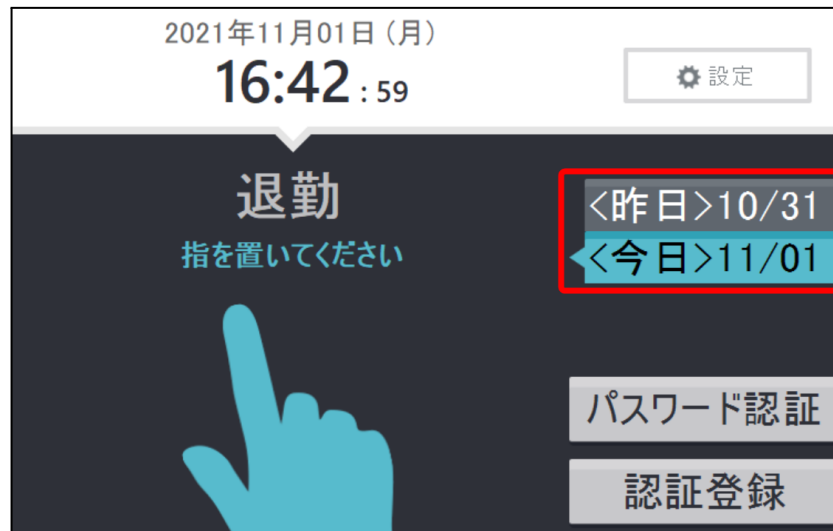 2021年11月01日(月)
16:42:59
設定
退勤
指を置いてください
<昨日>10/31
<今日>11/01
パスワード認証
認証登録